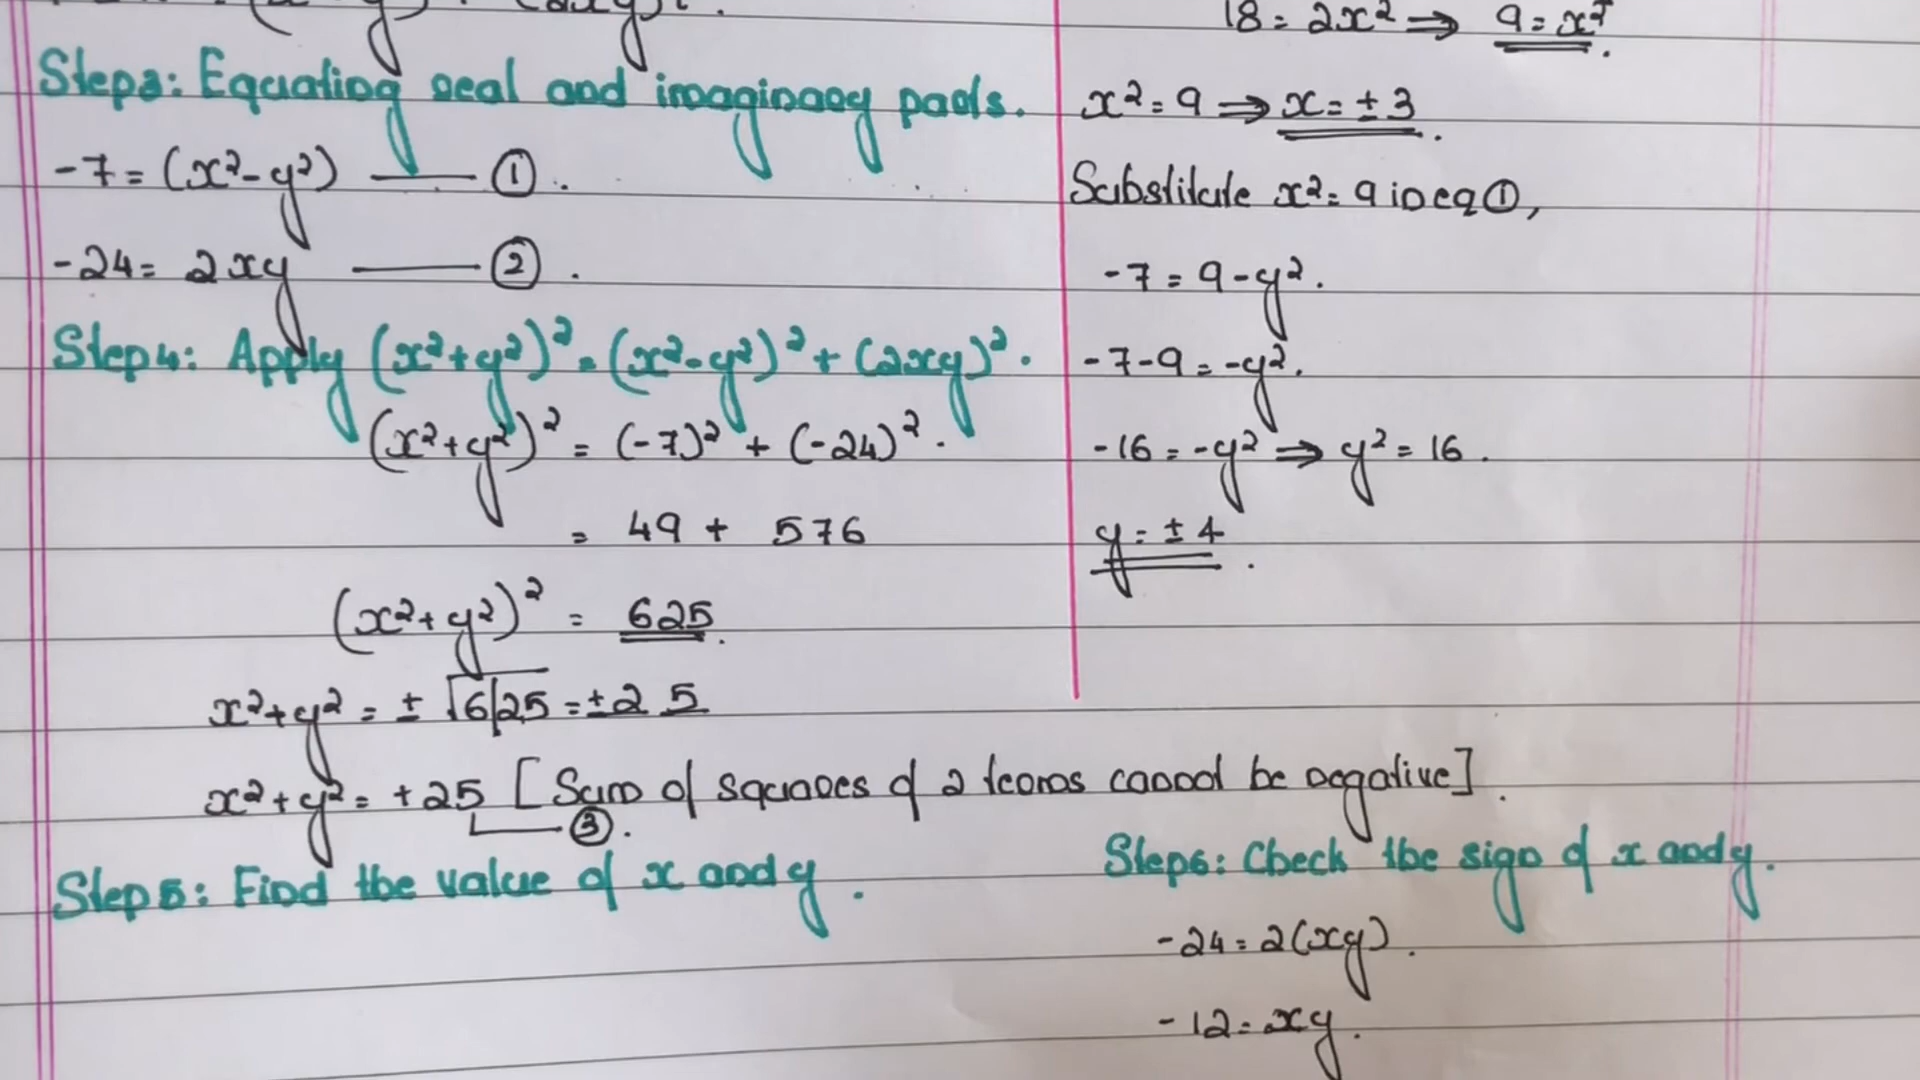 Step3: Equating real and imaginary parts.
-7 = (x²-y²) —— ①.
-24 = 2xy —— ②.
Step4: Apply (x²+y²)² = (x²-y²)² + (2xy)².
(x²+y²)² = (-7)² + (-24)².
= 49 + 576
(x²+y²)² = 625.
x²+y² = ± √625 = ±25
x²+y² = +25 [Sum of squares of 2 terms cannot be negative].
③.
Step5: Find the value of x and y.
18 = 2x² ⇒ 9 = x².
x² = 9 ⇒ x = ±3.
Substitute x² = 9 in eq ①,
-7 = 9-y².
-7-9 = -y².
-16 = -y² ⇒ y² = 16.
y = ±4.
Step6: Check the sign of x and y.
-24 = 2(xy).
-12 = xy.